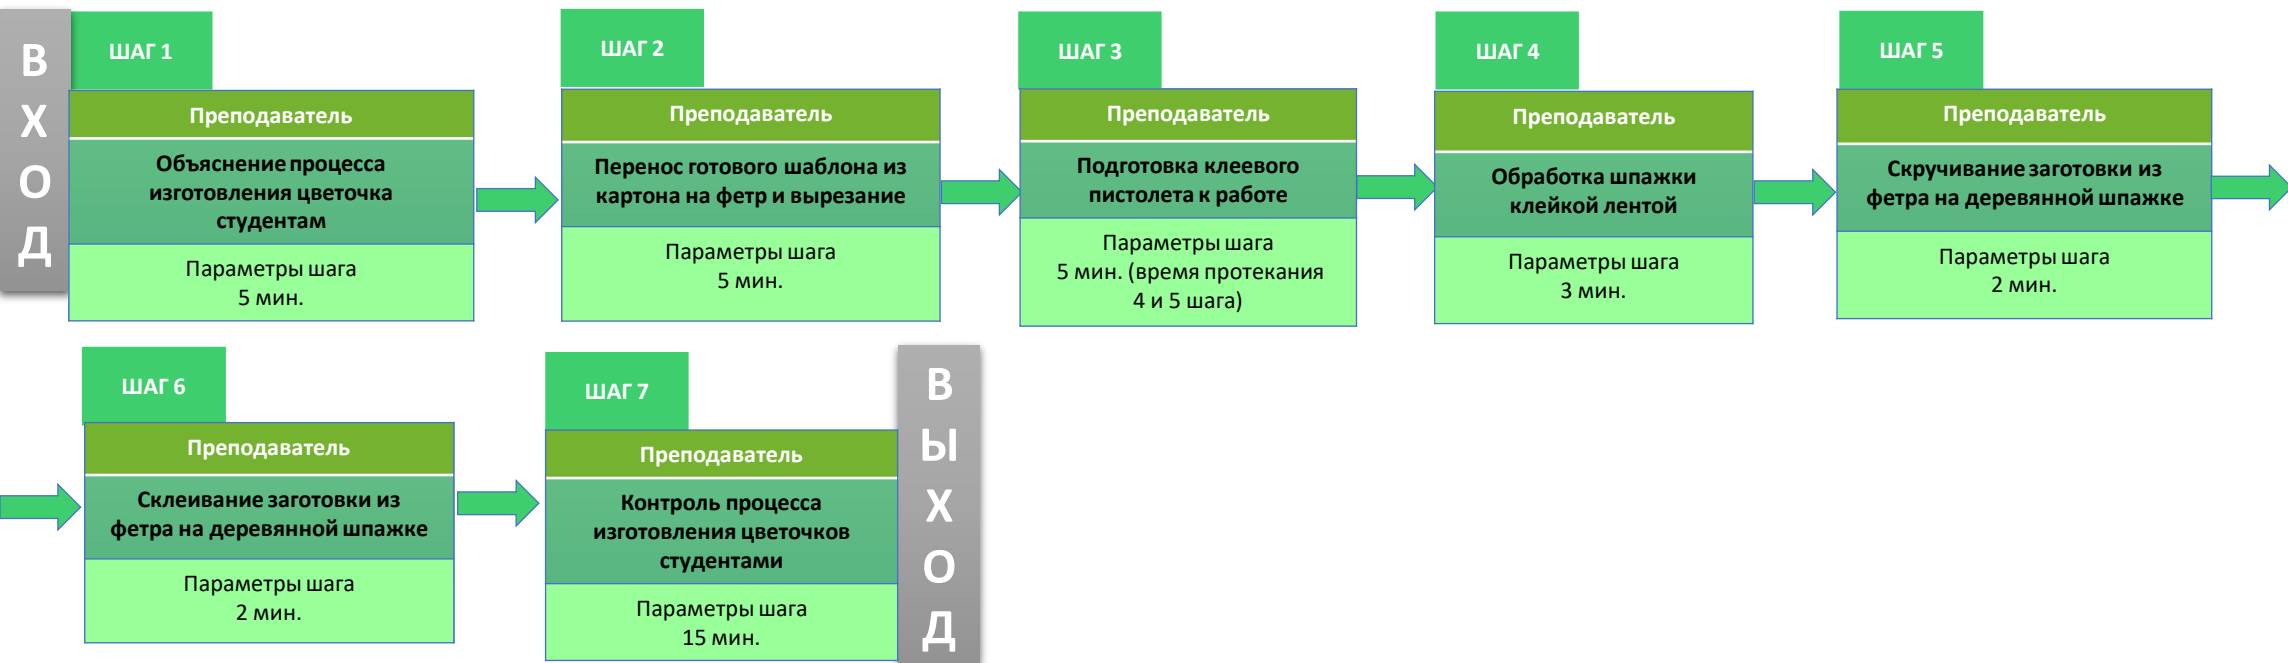 ВХОД
ШАГ 1
Преподаватель
Объяснение процесса
изготовления цветочка
студентам
Параметры шага
5 мин.
ШАГ 2
Преподаватель
Перенос готового шаблона из
картона на фетр и вырезание
Параметры шага
5 мин.
ШАГ 3
Преподаватель
Подготовка клеевого
пистолета к работе
Параметры шага
5 мин. (время протекания
4 и 5 шага)
ШАГ 4
Преподаватель
Обработка шпажки
клейкой лентой
Параметры шага
3 мин.
ШАГ 5
Преподаватель
Скручивание заготовки из
фетра на деревянной шпажке
Параметры шага
2 мин.
ШАГ 6
Преподаватель
Склеивание заготовки из
фетра на деревянной шпажке
Параметры шага
2 мин.
ШАГ 7
Преподаватель
Контроль процесса
изготовления цветочков
студентами
Параметры шага
15 мин.
ВЫХОД